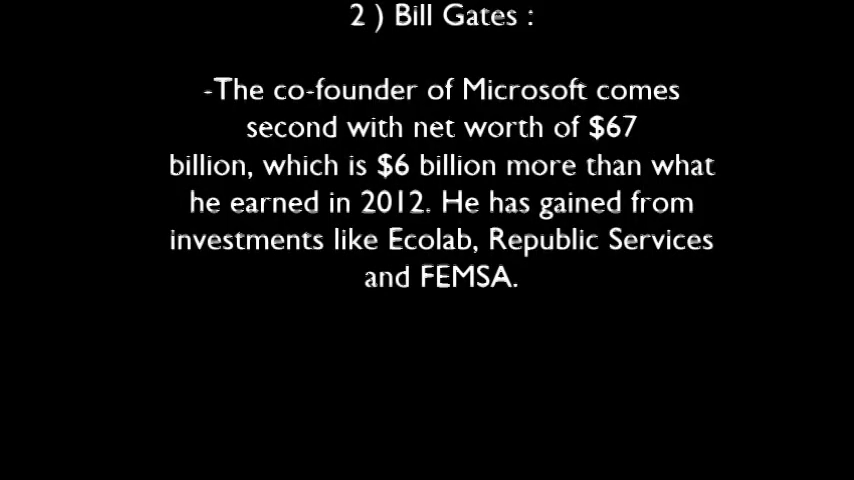 2 ) Bill Gates :
-The co-founder of Microsoft comes
second with net worth of $67
billion, which is $6 billion more than what
he earned in 2012. He has gained from
investments like Ecolab, Republic Services
and FEMSA.